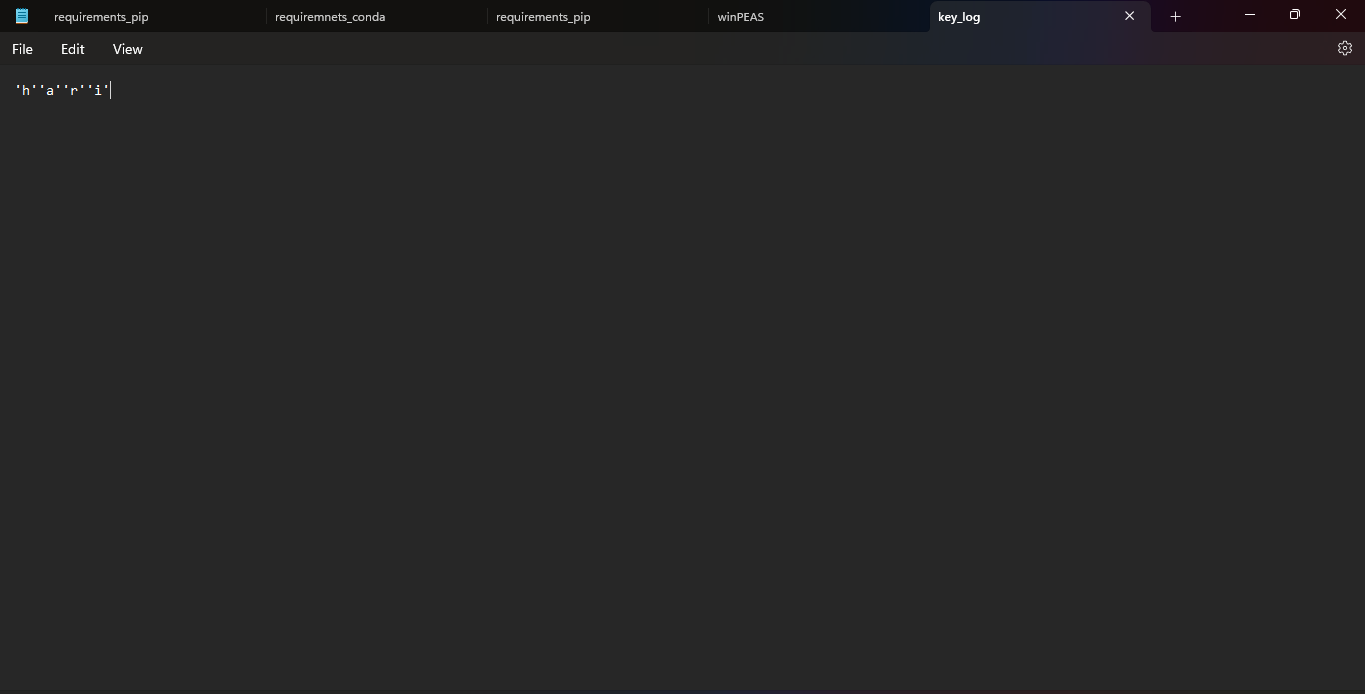 requirements_pip
requiremnets_conda
requirements_pip
winPEAS
key_log
File
Edit
View
'h''a''r''i'